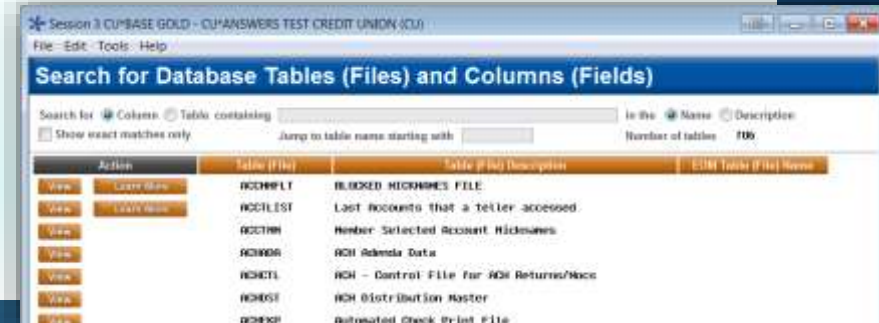 Session 3 CU*BASE GOLD - CU*ANSWERS TEST CREDIT UNION (CU)
File Edit Tools Help
Search for Database Tables (Files) and Columns (Fields)
Search for Column Table containing in the Name Description
Show exact matches only Jump to table name starting with Number of tables 706
Action Table (File) Table (File) Description EOM Table (File) Name
View Learn More BLOCKED NICKNAMES FILE
View Learn More ACCTLIST Last Accounts that a teller accessed
View ACCTNN Member Selected Account Nicknames
View ACHADA ACH Adenda Data
View ACHCTL ACH - Control File for ACH Returns/Nocs
View ACHDST ACH Distribution Master
View Automated Check Print File